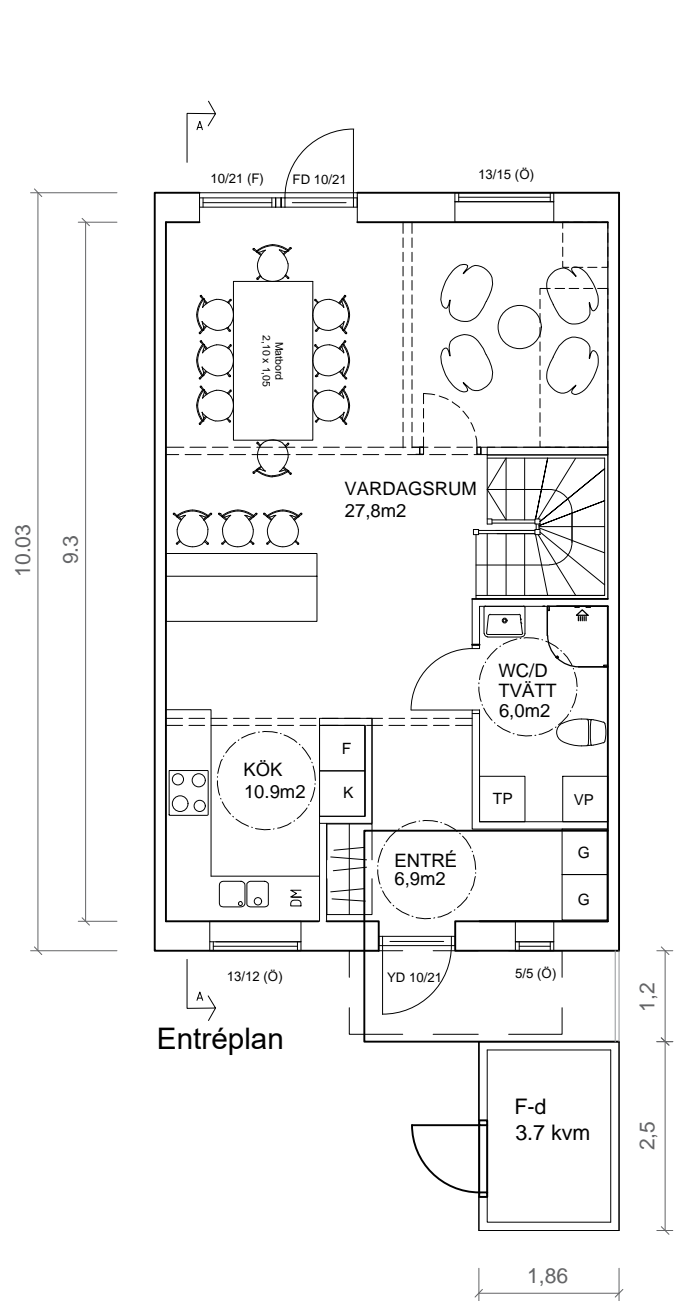 A
10/21 (F)
FD 10/21
13/15 (Ö)
Matbord
2,10 x 1,05
VARDAGSRUM
27,8m2
10.03
9.3
WC/D
TVÄTT
6,0m2
F
K
KÖK
10.9m2
TP
VP
ENTRÉ
6,9m2
G
G
DM
13/12 (Ö)
YD 10/21
5/5 (Ö)
A
1,2
Entréplan
F-d
3.7 kvm
2,5
1,86